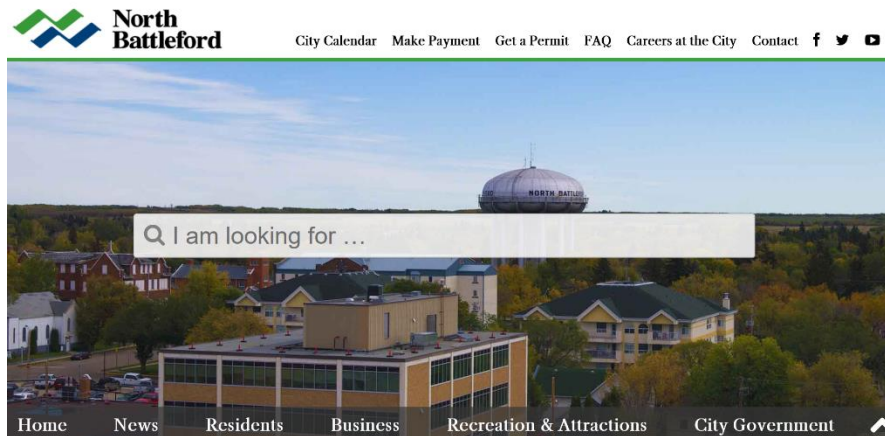 North
Battleford
City Calendar Make Payment Get a Permit FAQ Careers at the City Contact
NORTH BATTLEF
I am looking for ...
Home News Residents Business Recreation & Attractions City Government